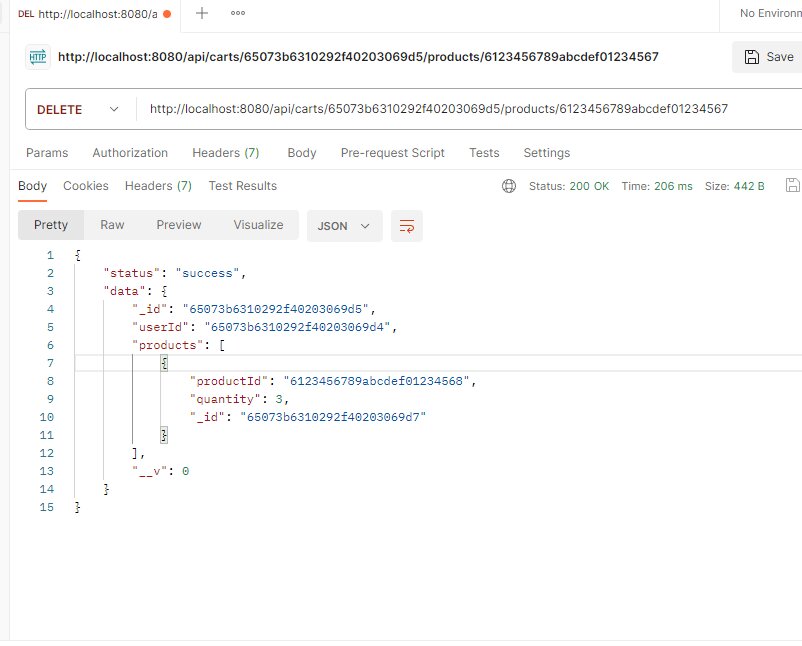 DEL http://localhost:8080/a
No Environm
HTTP http://localhost:8080/api/carts/65073b6310292f40203069d5/products/6123456789abcdef01234567
Save
DELETE http://localhost:8080/api/carts/65073b6310292f40203069d5/products/6123456789abcdef01234567
Params Authorization Headers (7) Body Pre-request Script Tests Settings
Body Cookies Headers (7) Test Results Status: 200 OK Time: 206 ms Size: 442 B
Pretty Raw Preview Visualize JSON
1 {
2 "status": "success",
3 "data": {
4 "_id": "65073b6310292f40203069d5",
5 "userId": "65073b6310292f40203069d4",
6 "products": [
7 {
8 "productId": "6123456789abcdef01234568",
9 "quantity": 3,
10 "_id": "65073b6310292f40203069d7"
11 }
12 ],
13 "__v": 0
14 }
15 }